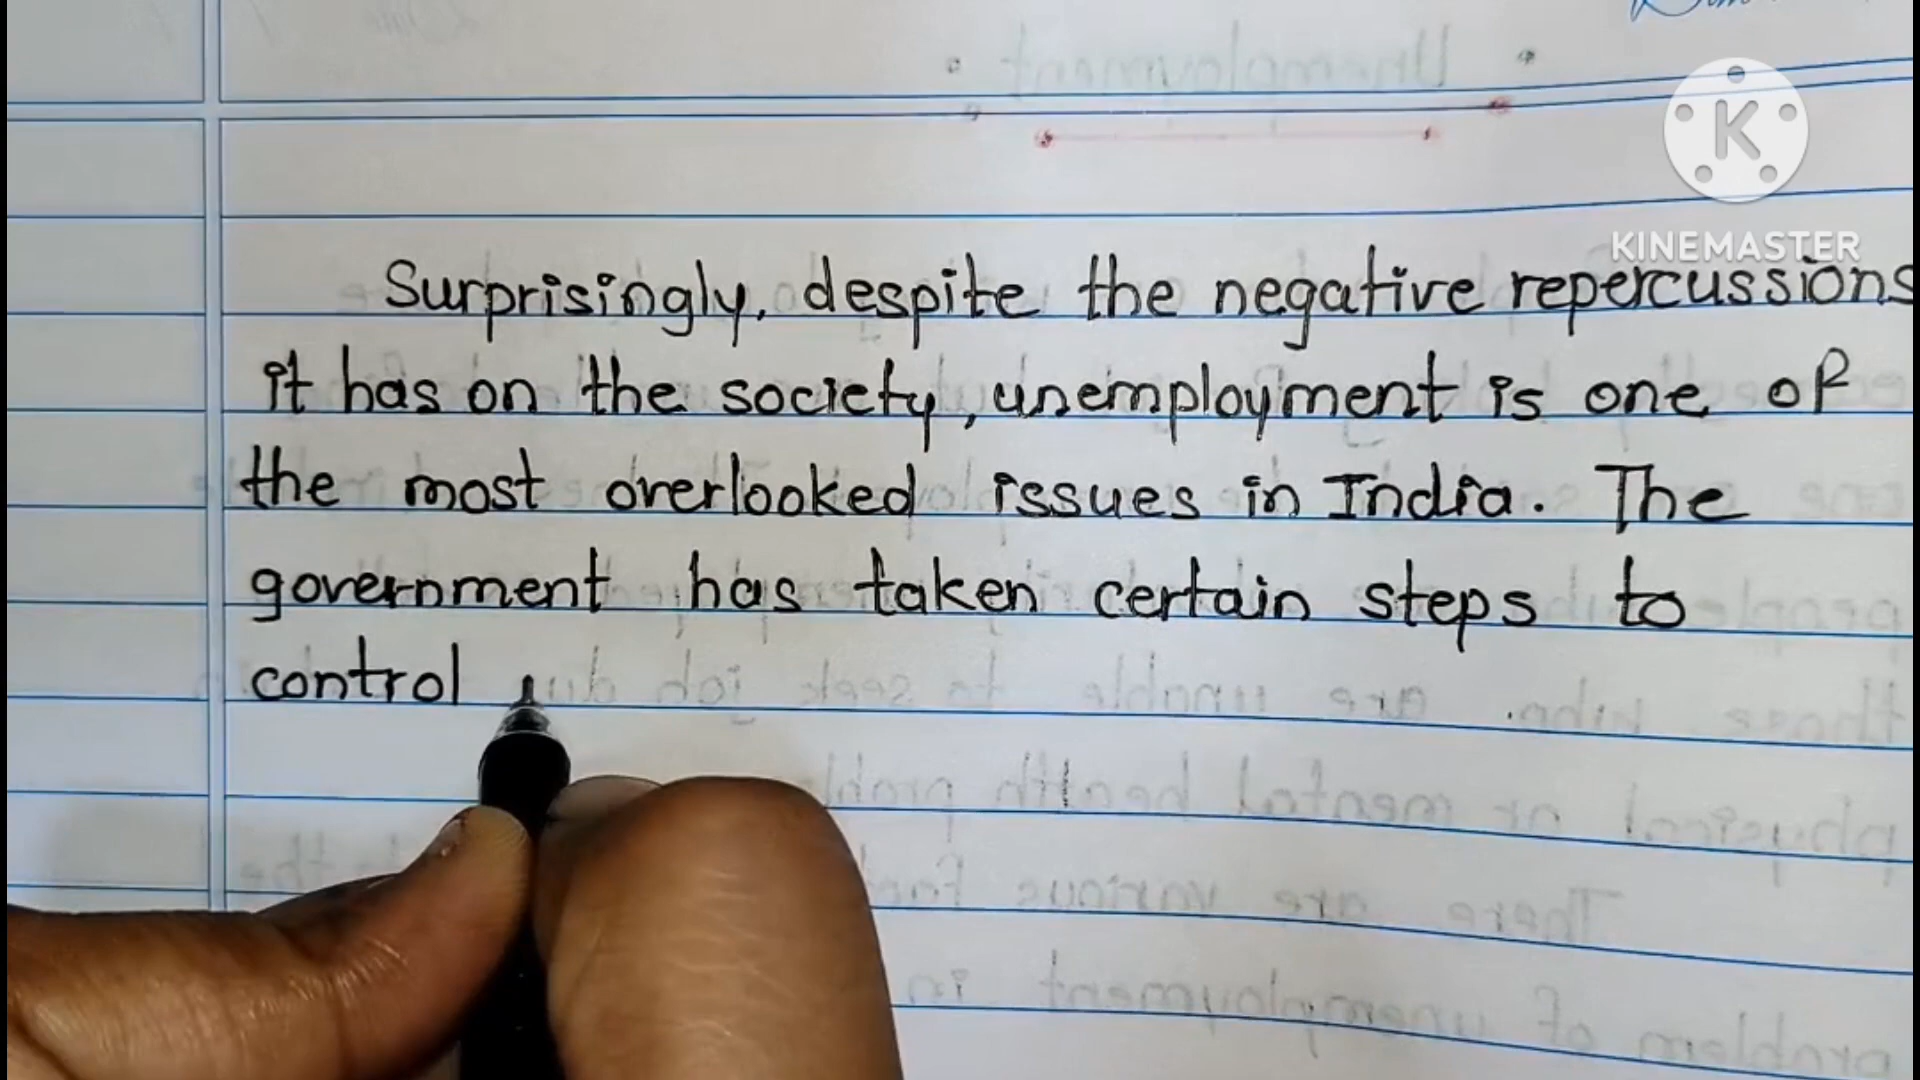 KINEMASTER
Surprisingly, despite the negative repercussions
it has on the society, unemployment is one of
the most overlooked issues in India. The
government has taken certain steps to
control